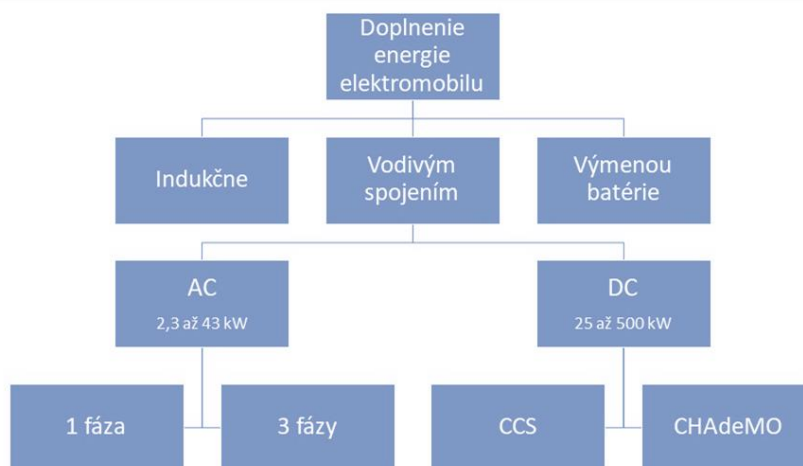 Doplnenie
energie
elektromobilu
Indukčne
Vodivým
spojením
Výmenou
batérie
AC
2,3 až 43 kW
DC
25 až 500 kW
1 fáza
3 fázy
CCS
CHAdeMO